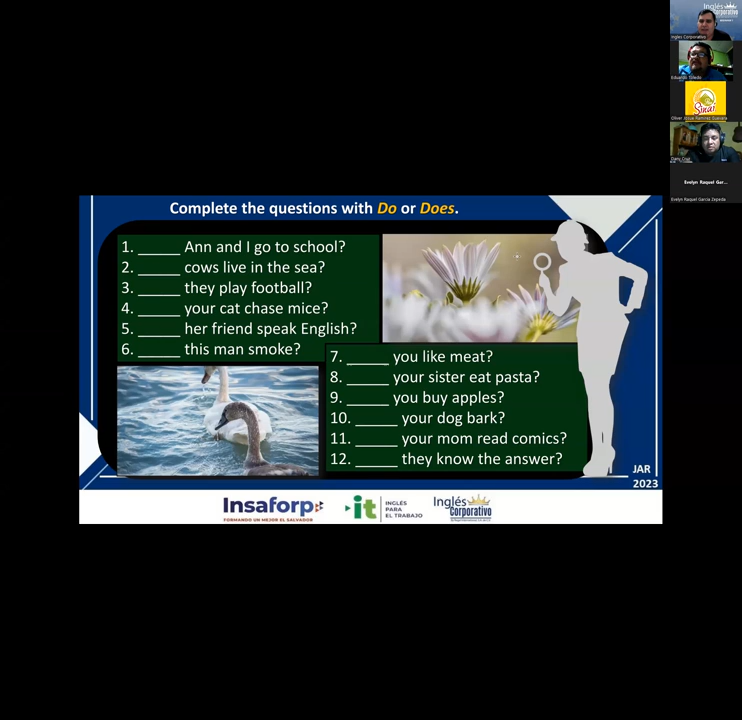 Complete the questions with Do or Does.
1. _____ Ann and I go to school?
2. _____ cows live in the sea?
3. _____ they play football?
4. _____ your cat chase mice?
5. _____ her friend speak English?
6. _____ this man smoke?
7. _____ you like meat?
8. _____ your sister eat pasta?
9. _____ you buy apples?
10. _____ your dog bark?
11. _____ your mom read comics?
12. _____ they know the answer?
JAR
2023
Insaforp
FORMANDO UN MEJOR EL SALVADOR
it
INGLÉS
PARA
EL TRABAJO
Inglés
Corporativo
Inglés
Corporativo
Ingles Corporativo
Eduardo Toledo
Sinaí
Evelyn Raquel Gar...
Evelyn Raquel Garcia Zepeda